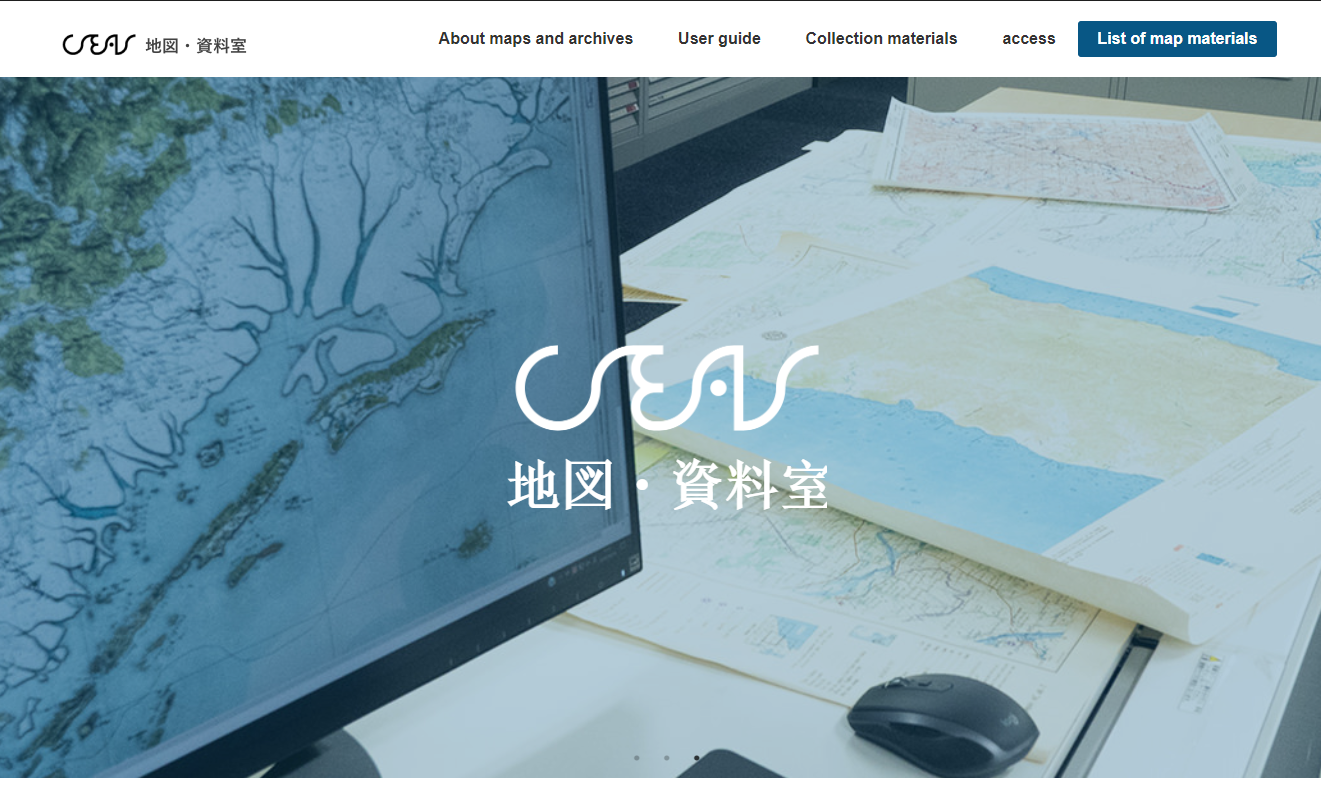 CSEAS 地図・資料室
About maps and archives
User guide
Collection materials
access
List of map materials
CSEAS
地図・資料室